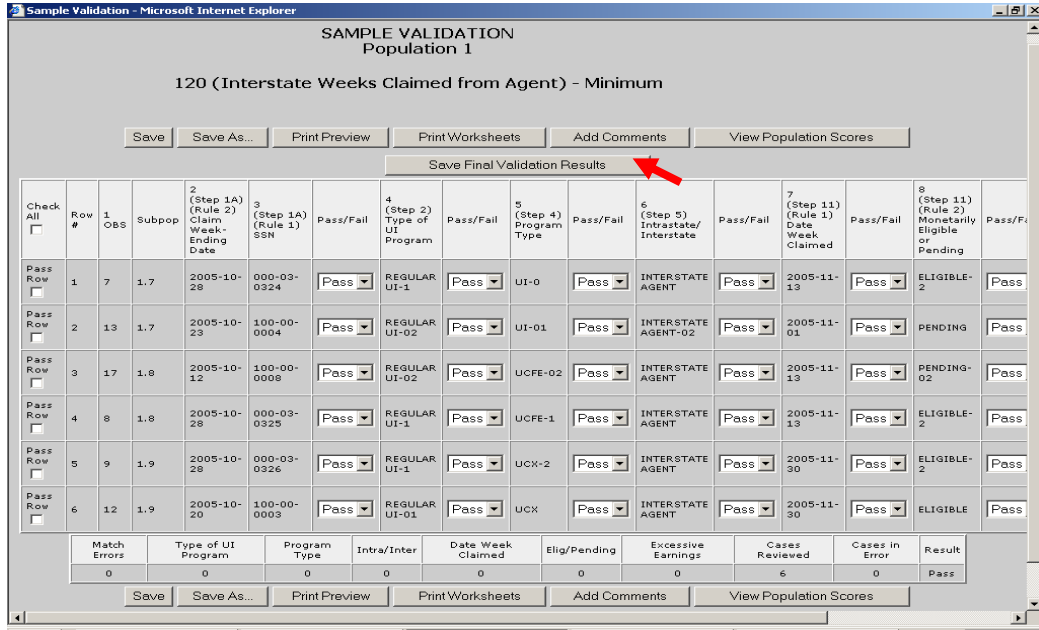 Sample Validation - Microsoft Internet Explorer
SAMPLE VALIDATION
Population 1
120 (Interstate Weeks Claimed from Agent) - Minimum
Save Save As... Print Preview Print Worksheets Add Comments View Population Scores
Save Final Validation Results
Check All Row # 1 OBS Subpop 2 (Step 1A) (Rule 2) Claim Week-Ending Date 3 (Step 1A) (Rule 1) SSN Pass/Fail 4 (Step 2) Type of UI Program Pass/Fail 5 (Step 4) Program Type Pass/Fail 6 (Step 5) Intrastate/Interstate Pass/Fail 7 (Step 11) (Rule 1) Date Week Claimed Pass/Fail 8 (Step 11) (Rule 2) Monetarily Eligible or Pending Pass/Fa
Pass Row 1 7 1.7 2005-10-28 000-03-0324 Pass REGULAR UI-1 Pass UI-0 Pass INTERSTATE AGENT Pass 2005-11-13 Pass ELIGIBLE-2 Pass
Pass Row 2 13 1.7 2005-10-23 100-00-0004 Pass REGULAR UI-02 Pass UI-01 Pass INTERSTATE AGENT-02 Pass 2005-11-01 Pass PENDING Pass
Pass Row 3 17 1.8 2005-10-12 100-00-0008 Pass REGULAR UI-02 Pass UCFE-02 Pass INTERSTATE AGENT Pass 2005-11-13 Pass PENDING-02 Pass
Pass Row 4 8 1.8 2005-10-28 000-03-0325 Pass REGULAR UI-1 Pass UCFE-1 Pass INTERSTATE AGENT Pass 2005-11-13 Pass ELIGIBLE-2 Pass
Pass Row 5 9 1.9 2005-10-28 000-03-0326 Pass REGULAR UI-1 Pass UCX-2 Pass INTERSTATE AGENT Pass 2005-11-30 Pass ELIGIBLE-2 Pass
Pass Row 6 12 1.9 2005-10-20 100-00-0003 Pass REGULAR UI-01 Pass UCX Pass INTERSTATE AGENT Pass 2005-11-30 Pass ELIGIBLE Pass
Match Errors Type of UI Program Program Type Intra/Inter Date Week Claimed Elig/Pending Excessive Earnings Cases Reviewed Cases in Error Result
0 0 0 0 0 0 0 6 0 Pass
Save Save As... Print Preview Print Worksheets Add Comments View Population Scores